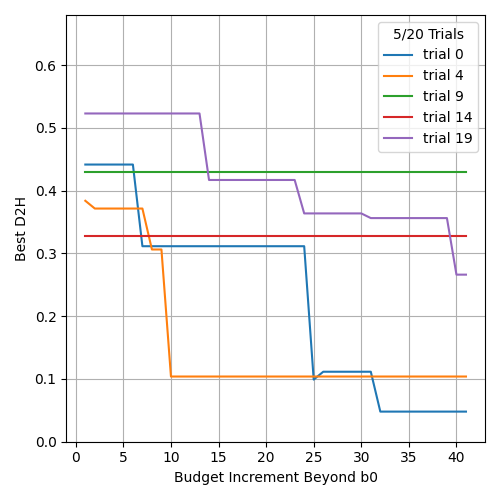 5/20 Trials
trial 0
trial 4
trial 9
trial 14
trial 19
0.6
0.5
0.4
0.3
0.2
0.1
0.0
Best D2H
0 5 10 15 20 25 30 35 40
Budget Increment Beyond b0